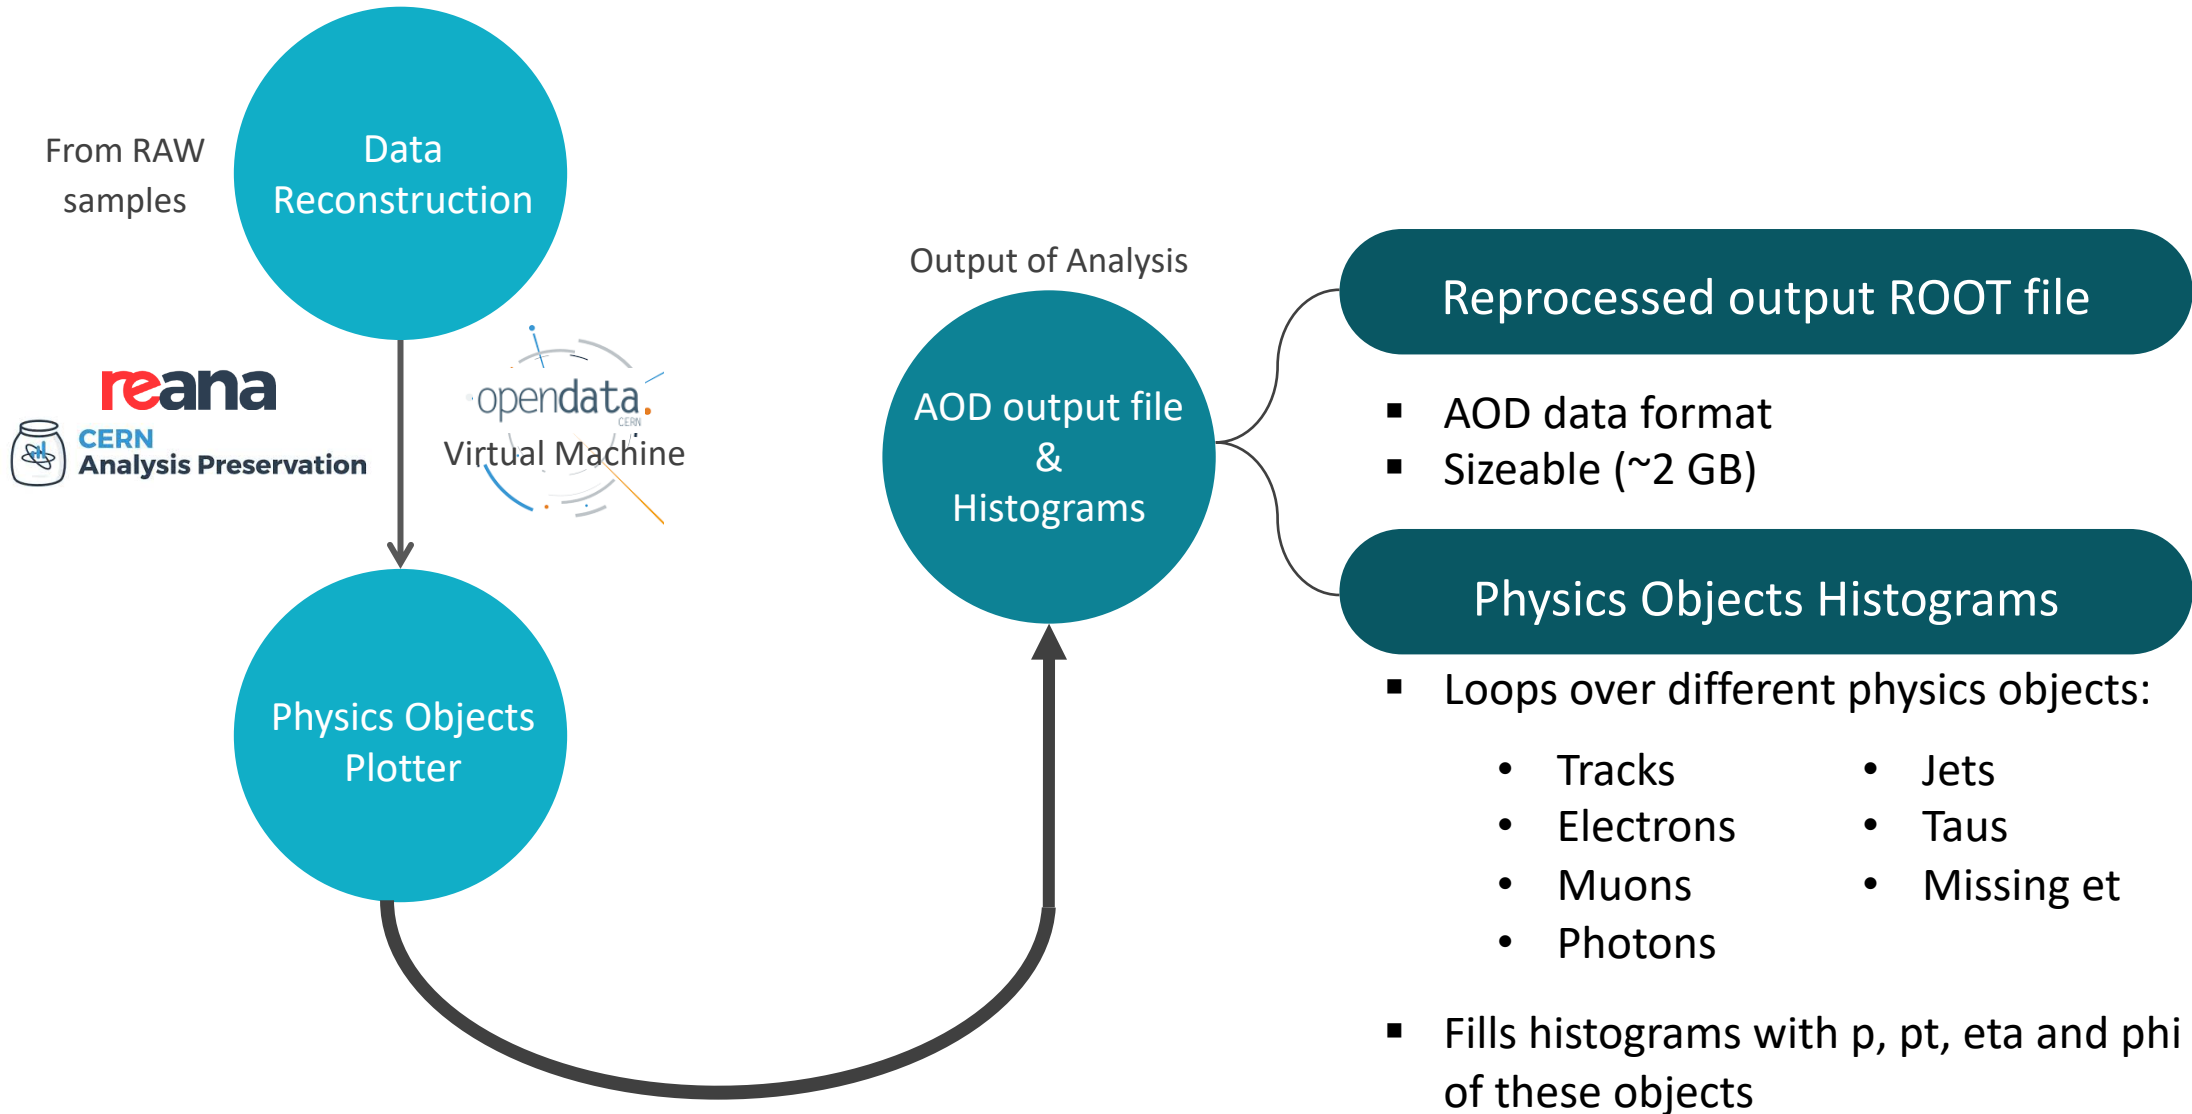 From RAW
samples
Data
Reconstruction
reana
CERN
Analysis Preservation
opendata
CERN
Virtual Machine
Physics Objects
Plotter
Output of Analysis
AOD output file
&
Histograms
Reprocessed output ROOT file
▪ AOD data format
▪ Sizeable (~2 GB)
Physics Objects Histograms
▪ Loops over different physics objects:
• Tracks
• Electrons
• Muons
• Photons
• Jets
• Taus
• Missing et
▪ Fills histograms with p, pt, eta and phi
of these objects